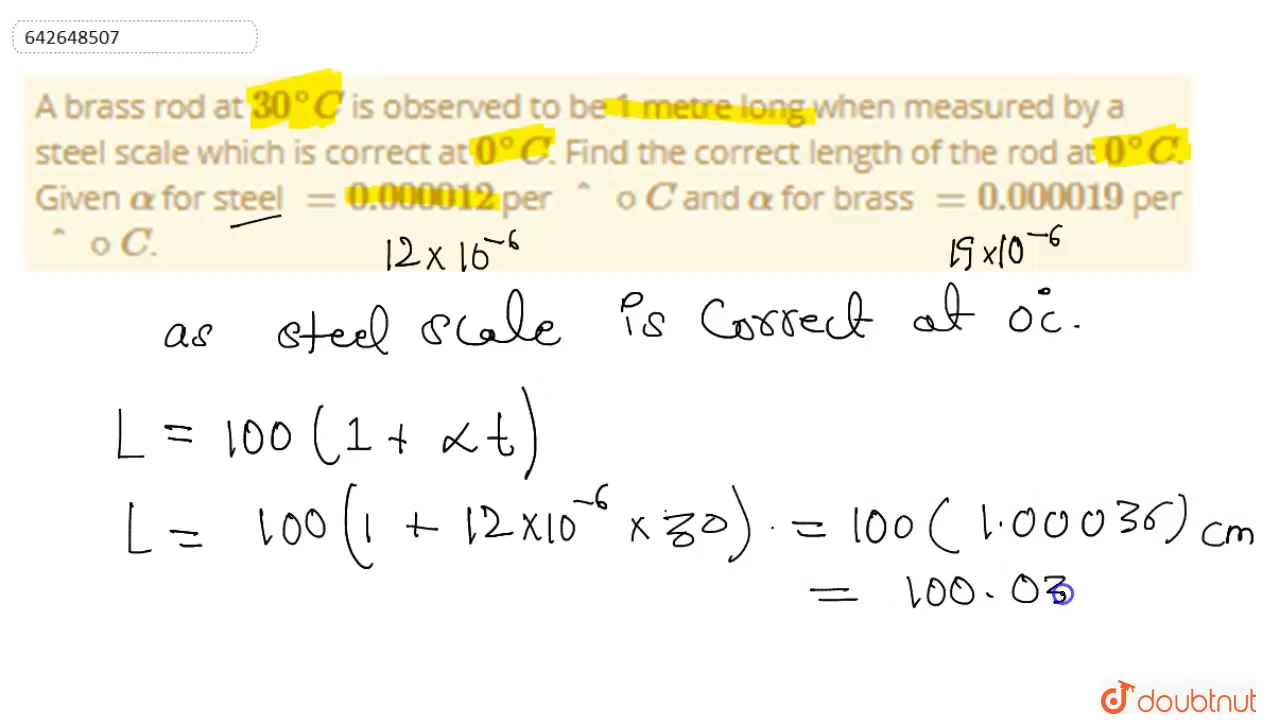 642648507
A brass rod at 30°C is observed to be 1 metre long when measured by a
steel scale which is correct at 0°C. Find the correct length of the rod at 0°C.
Given α for steel = 0.000012 per ^ o C and α for brass = 0.000019 per
^ o C.
12 × 10⁻⁶ 19×10⁻⁶
as steel scale is correct at 0°c.
L = 100 (1 + αt)
L = 100 (1 + 12×10⁻⁶ × 30) . = 100 (1.00036) cm
= 100.03
doubtnut